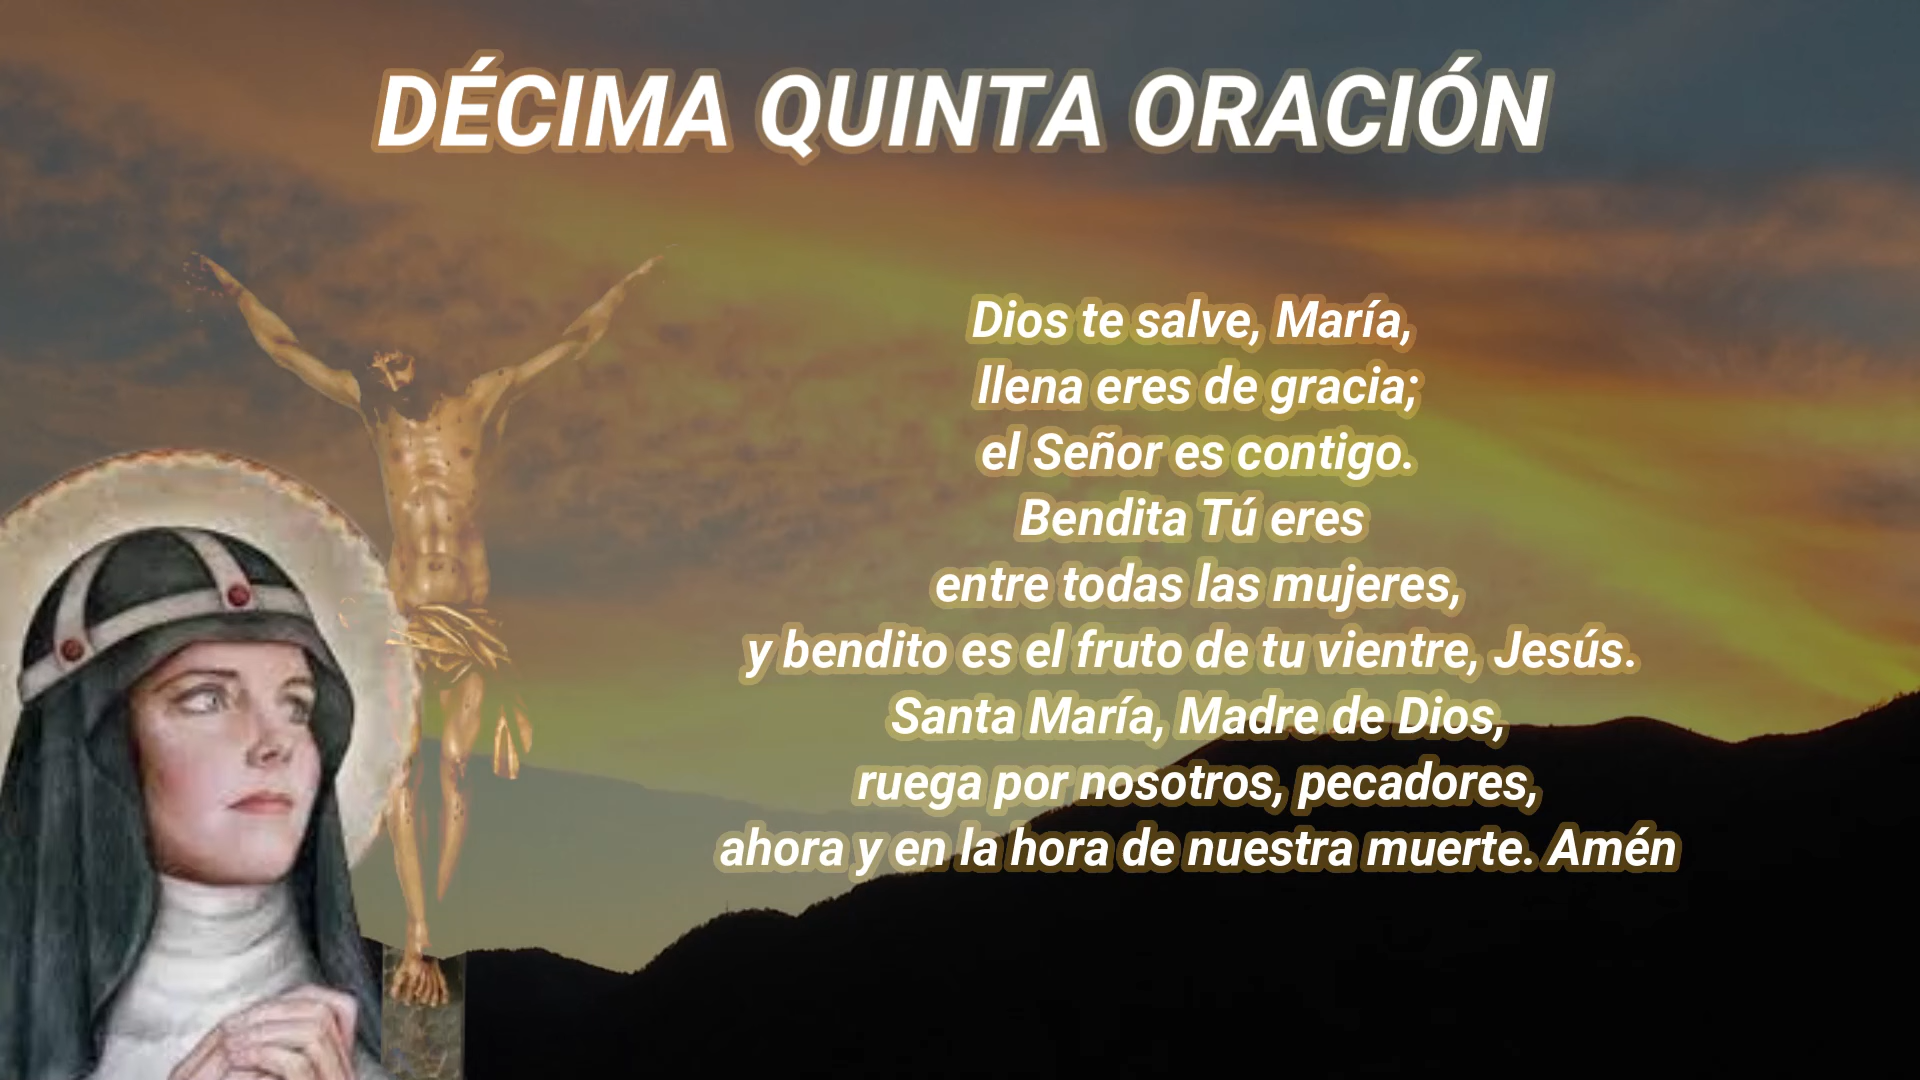 DÉCIMA QUINTA ORACIÓN
Dios te salve, María,
llena eres de gracia;
el Señor es contigo.
Bendita Tú eres
entre todas las mujeres,
y bendito es el fruto de tu vientre, Jesús.
Santa María, Madre de Dios,
ruega por nosotros, pecadores,
ahora y en la hora de nuestra muerte. Amén